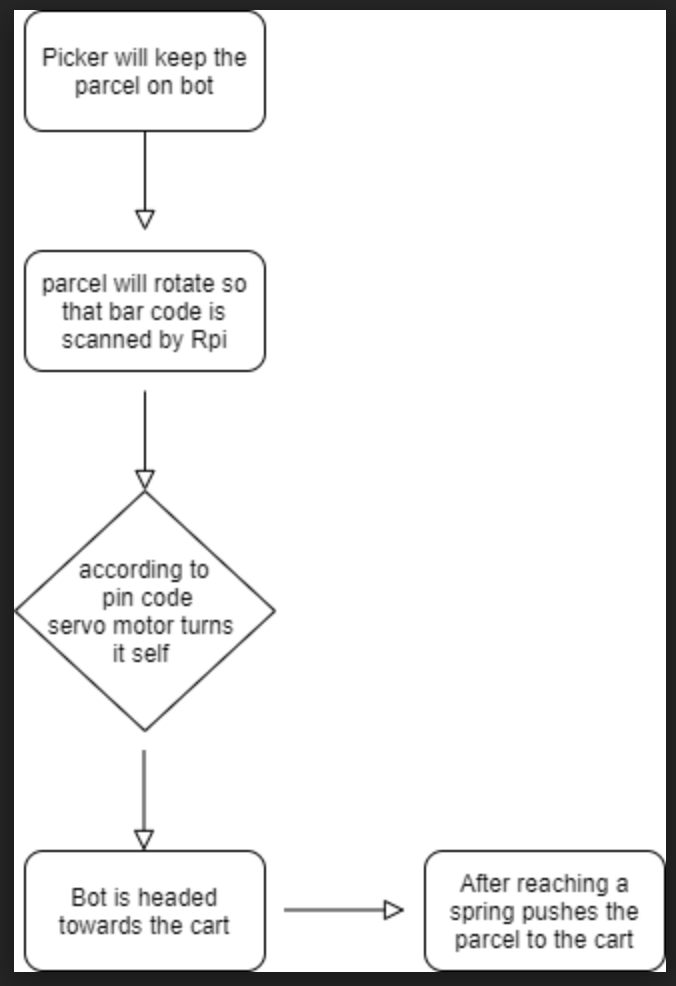 Picker will keep the
parcel on bot
parcel will rotate so
that bar code is
scanned by Rpi
according to
pin code
servo motor turns
it self
Bot is headed
towards the cart
After reaching a
spring pushes the
parcel to the cart